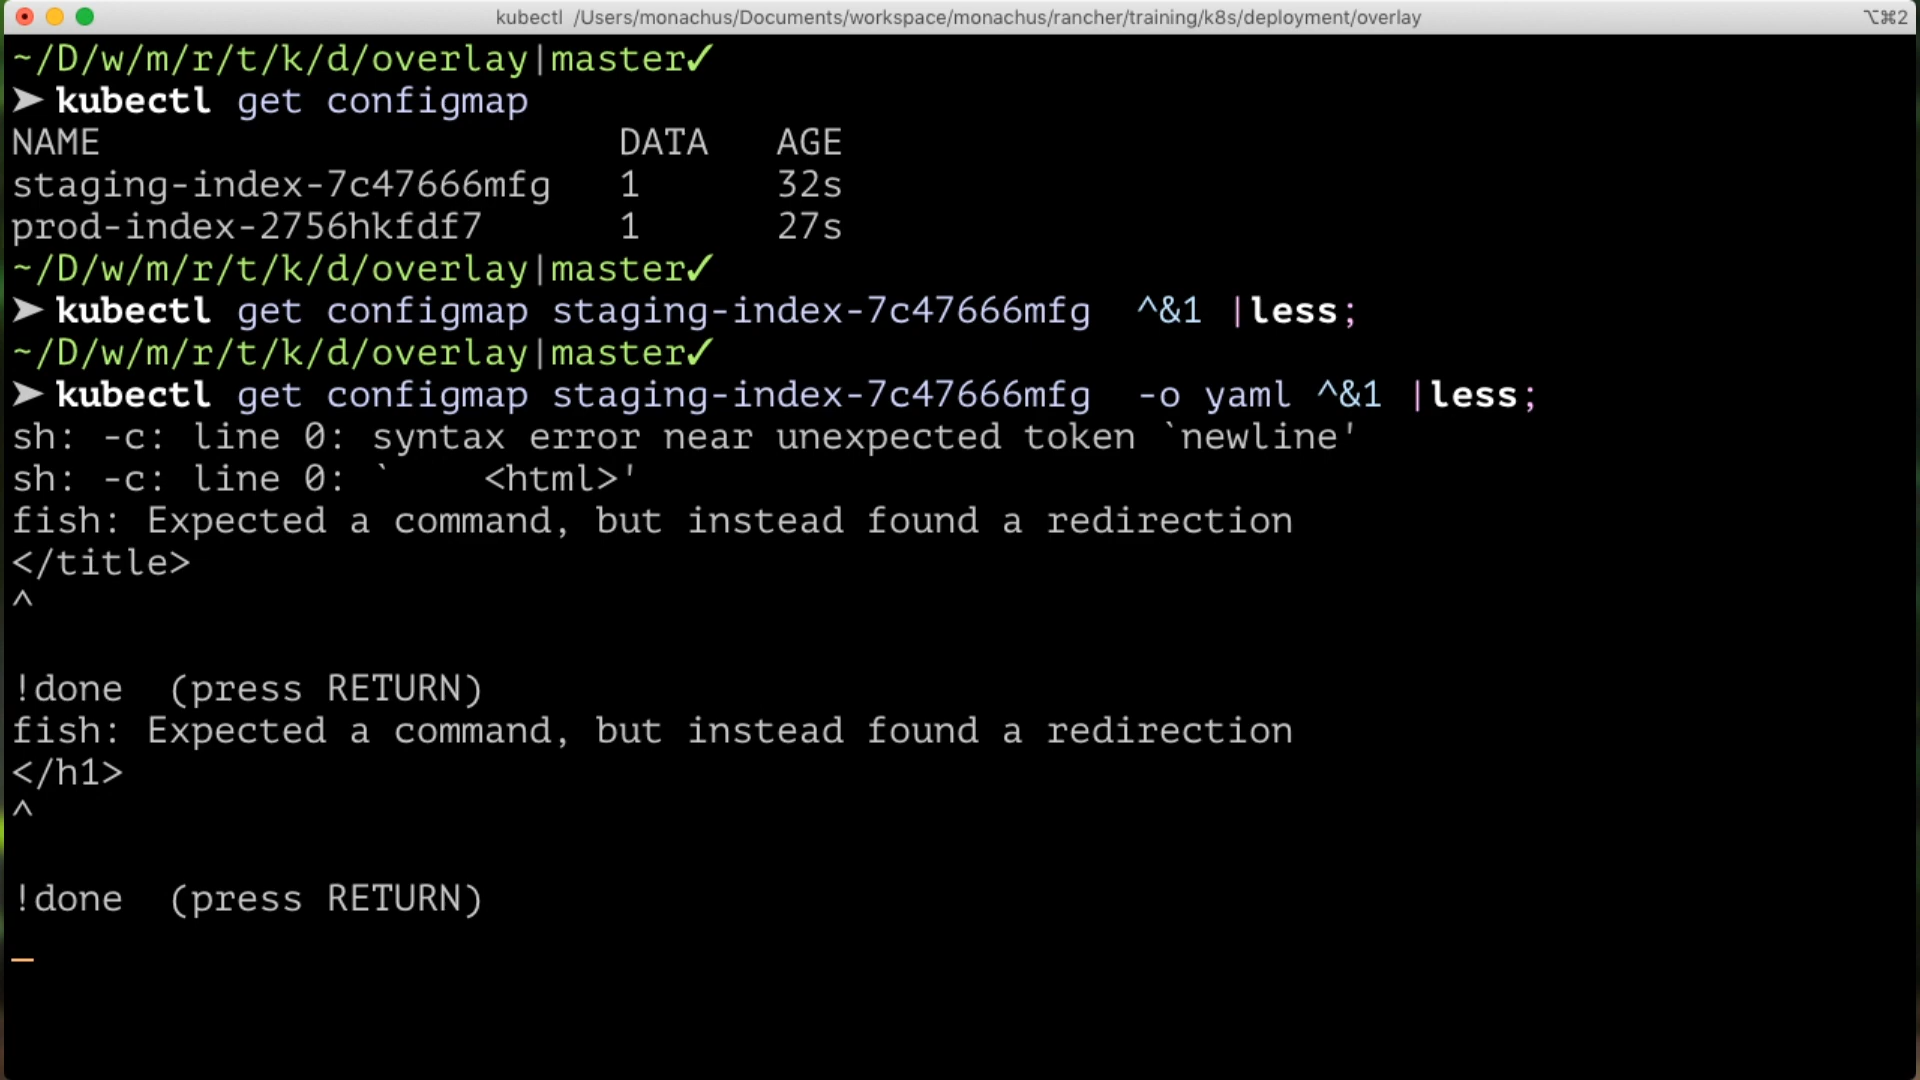 kubectl /Users/monachus/Documents/workspace/monachus/rancher/training/k8s/deployment/overlay
⌥⌘2
~/D/w/m/r/t/k/d/overlay|master✓
➤ kubectl get configmap
NAME DATA AGE
staging-index-7c47666mfg 1 32s
prod-index-2756hkfdf7 1 27s
~/D/w/m/r/t/k/d/overlay|master✓
➤ kubectl get configmap staging-index-7c47666mfg ^&1 |less;
~/D/w/m/r/t/k/d/overlay|master✓
➤ kubectl get configmap staging-index-7c47666mfg -o yaml ^&1 |less;
sh: -c: line 0: syntax error near unexpected token `newline'
sh: -c: line 0: ` <html>'
fish: Expected a command, but instead found a redirection
</title>
^
!done (press RETURN)
fish: Expected a command, but instead found a redirection
</h1>
^
!done (press RETURN)